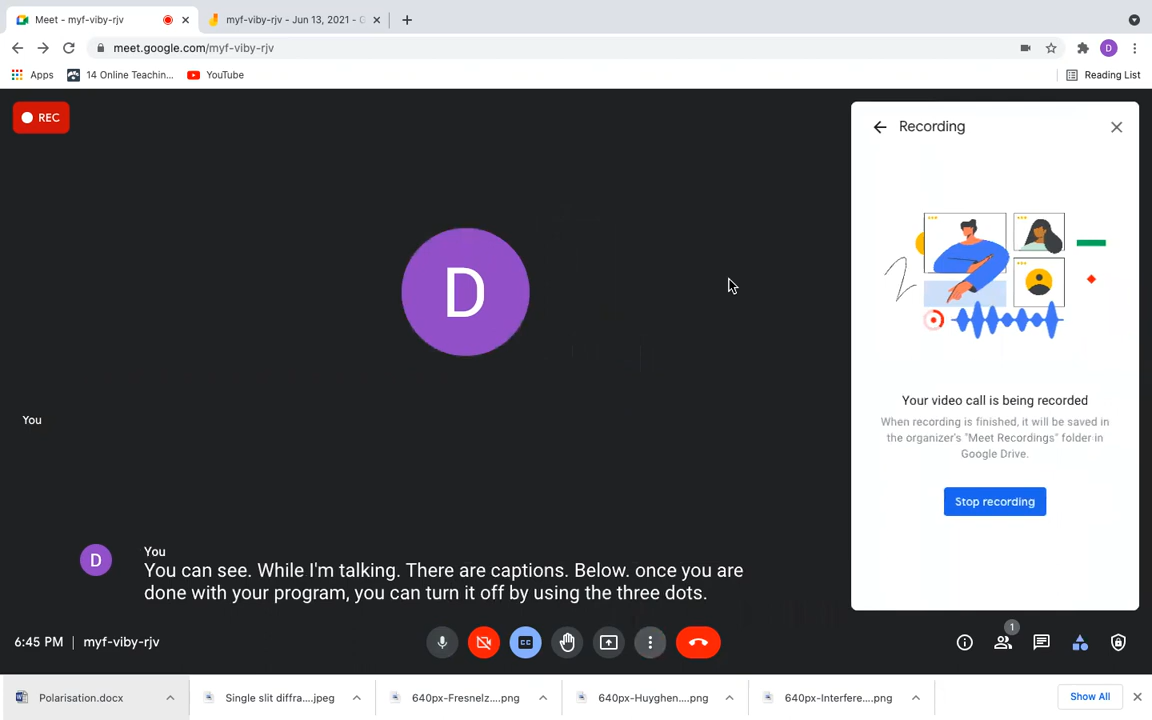 Meet - myf-viby-rjv
myf-viby-rjv - Jun 13, 2021 - G
meet.google.com/myf-viby-rjv
D
Apps
14 Online Teachin...
YouTube
Reading List
REC
D
You
Recording
Your video call is being recorded
When recording is finished, it will be saved in
the organizer's "Meet Recordings" folder in
Google Drive.
Stop recording
D
You
You can see. While I'm talking. There are captions. Below. once you are
done with your program, you can turn it off by using the three dots.
6:45 PM | myf-viby-rjv
CC
1
Polarisation.docx
Single slit diffra....jpeg
640px-Fresnelz....png
640px-Huyghen....png
640px-Interfere....png
Show All